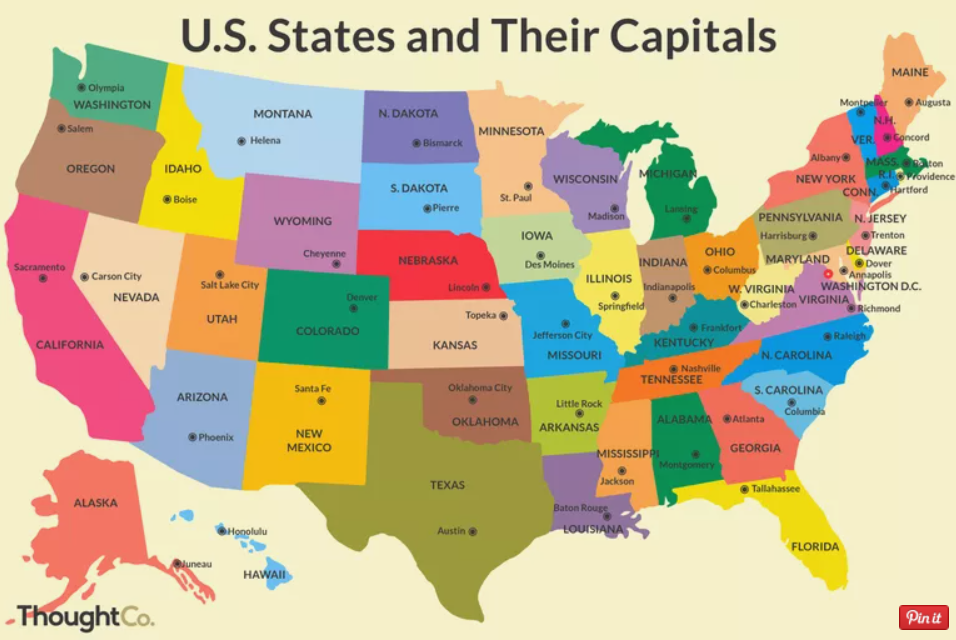 U.S. States and Their Capitals
MAINE
Augusta
Olympia
WASHINGTON
Montpelier
N.H.
VER.
Concord
Salem
MONTANA
Helena
N. DAKOTA
Bismarck
MINNESOTA
St. Paul
OREGON
IDAHO
Boise
S. DAKOTA
Pierre
WISCONSIN
Madison
MICHIGAN
Lansing
Albany
NEW YORK
MASS.
Boston
R.I.
Providence
CONN.
Hartford
WYOMING
Cheyenne
IOWA
Des Moines
PENNSYLVANIA
Harrisburg
N. JERSEY
Trenton
NEBRASKA
Lincoln
ILLINOIS
Springfield
INDIANA
Indianapolis
OHIO
Columbus
MARYLAND
DELAWARE
Dover
Annapolis
WASHINGTON D.C.
Sacramento
Carson City
NEVADA
Salt Lake City
UTAH
Denver
COLORADO
Topeka
KANSAS
Jefferson City
MISSOURI
W. VIRGINIA
Charleston
VIRGINIA
Richmond
Frankfort
KENTUCKY
CALIFORNIA
Raleigh
N. CAROLINA
Nashville
TENNESSEE
S. CAROLINA
Columbia
ARIZONA
Phoenix
Santa Fe
NEW
MEXICO
Oklahoma City
OKLAHOMA
Little Rock
ARKANSAS
MISSISSIPPI
Jackson
ALABAMA
Montgomery
Atlanta
GEORGIA
TEXAS
Austin
Baton Rouge
LOUISIANA
Tallahassee
FLORIDA
ALASKA
Juneau
Honolulu
HAWAII
ThoughtCo.
Pin it